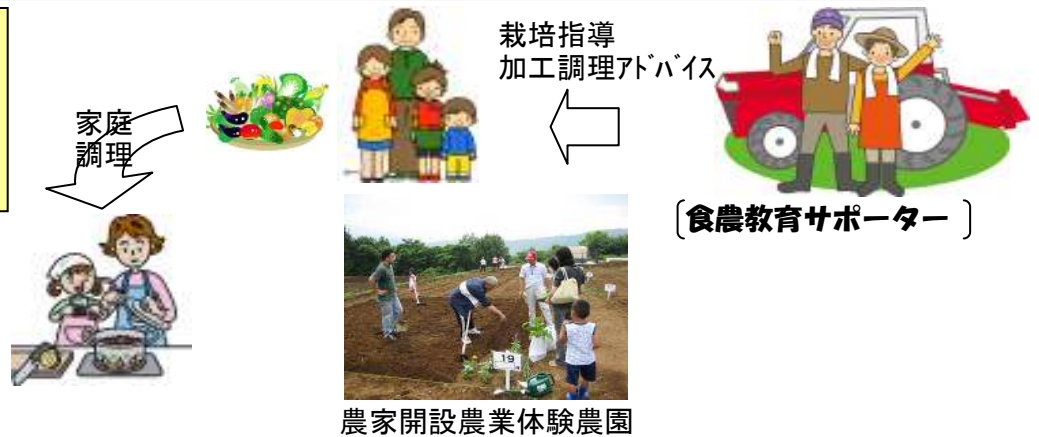 栽培指導
加工調理ｱﾄﾞﾊﾞｲｽ
家庭
調理
〔食農教育サポーター〕
19
農家開設農業体験農園